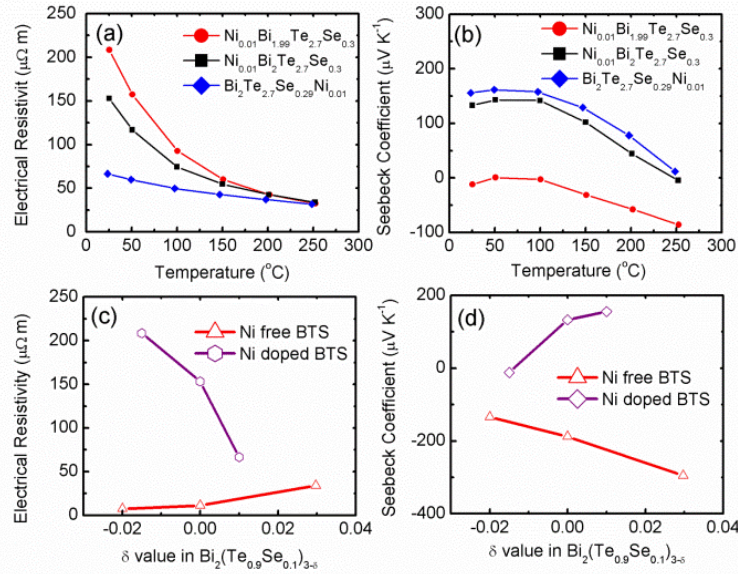 (a)
Ni0.01Bi1.99Te2.7Se0.3
Ni0.01Bi2Te2.7Se0.3
Bi2Te2.7Se0.29Ni0.01
Electrical Resistivit (μΩ m)
250
200
150
100
50
0
0 50 100 150 200 250 300
Temperature (°C)
(b)
Ni0.01Bi1.99Te2.7Se0.3
Ni0.01Bi2Te2.7Se0.3
Bi2Te2.7Se0.29Ni0.01
Seebeck Coefficient (μV K-1)
300
200
100
0
-100
0 50 100 150 200 250 300
Temperature (°C)
(c)
Ni free BTS
Ni doped BTS
Electrical Resistivity (μΩ m)
250
200
150
100
50
0
-0.02 0.00 0.02 0.04
δ value in Bi2(Te0.9Se0.1)3-δ
(d)
Ni free BTS
Ni doped BTS
Seebeck Coefficient (μV K-1)
200
0
-200
-400
-0.02 0.00 0.02 0.04
δ value in Bi2(Te0.9Se0.1)3-δ